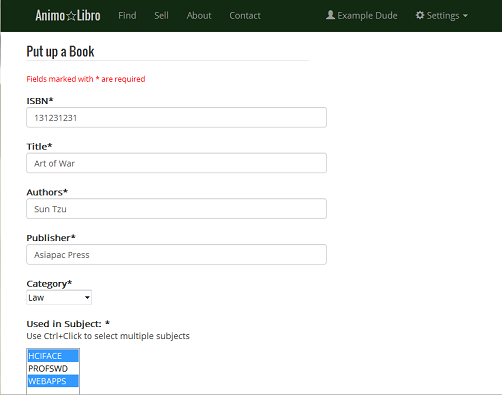 Animo☆Libro Find Sell About Contact Example Dude Settings
Put up a Book
Fields marked with * are required
ISBN*
131231231
Title*
Art of War
Authors*
Sun Tzu
Publisher*
Asiapac Press
Category*
Law
Used in Subject: *
Use Ctrl+Click to select multiple subjects
HCIFACE
PROFSWD
WEBAPPS